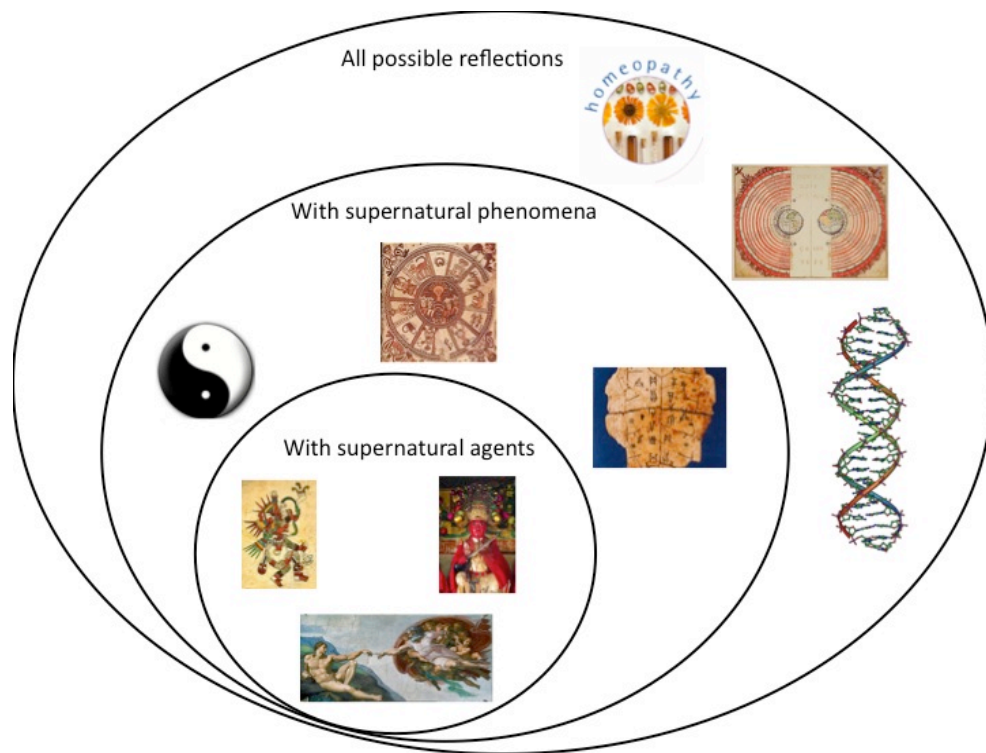 All possible reflections
homeopathy
With supernatural phenomena
With supernatural agents